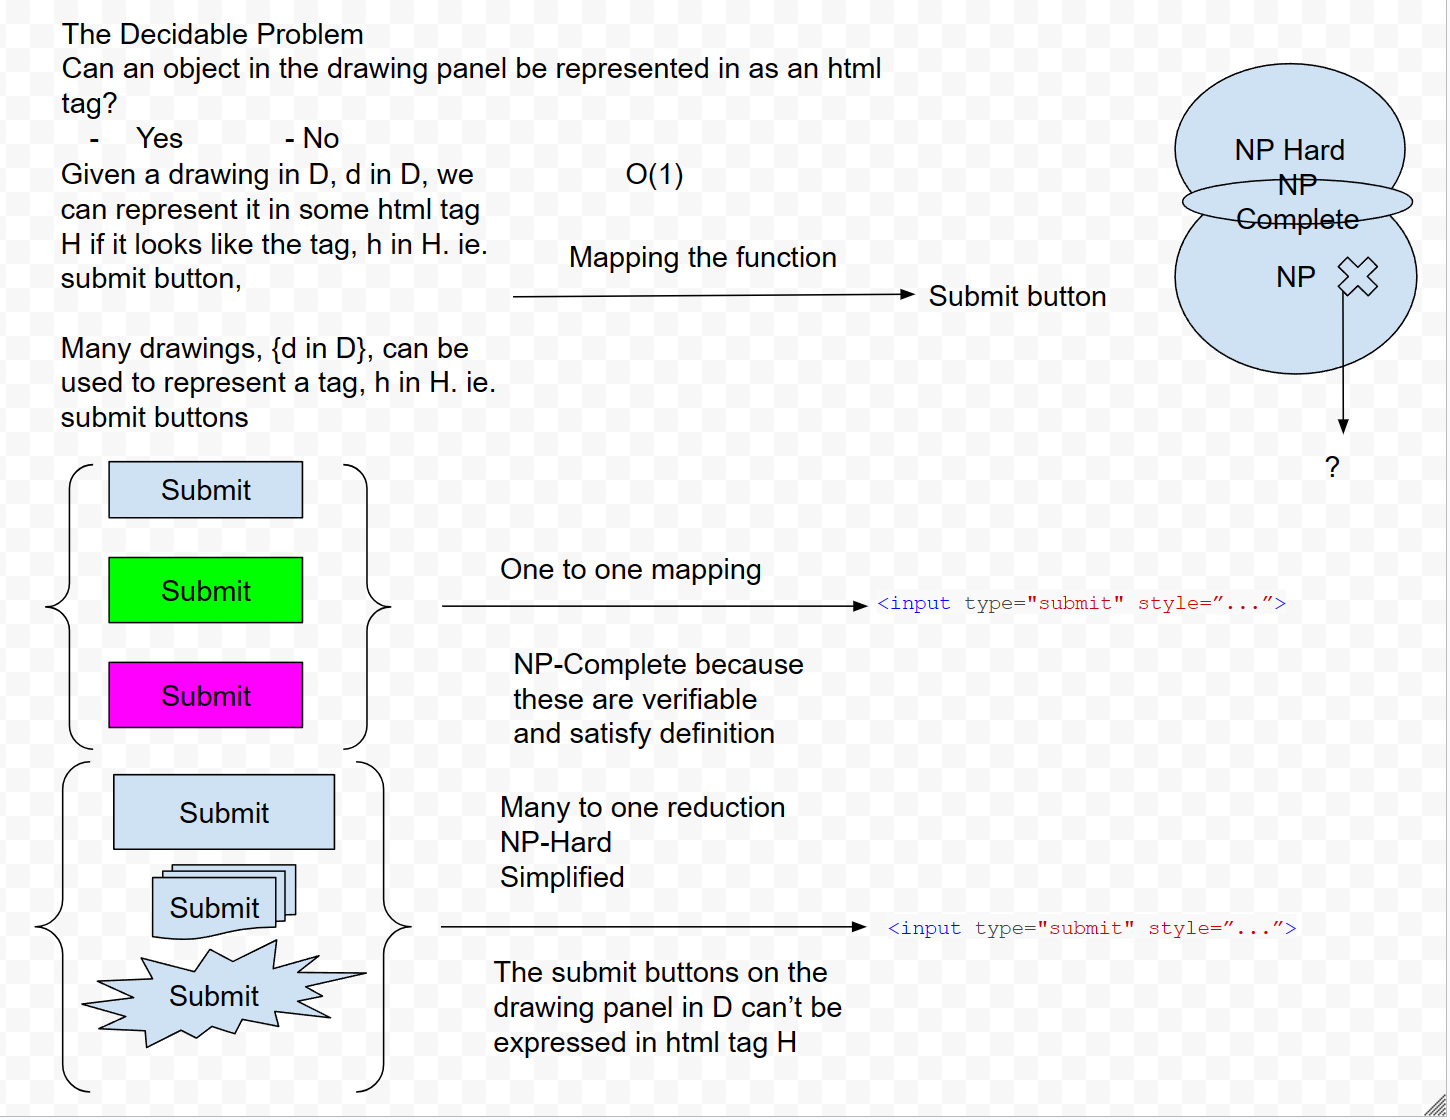 The Decidable Problem
Can an object in the drawing panel be represented in as an html
tag?
- Yes - No
Given a drawing in D, d in D, we
can represent it in some html tag
H if it looks like the tag, h in H. ie.
submit button,
Many drawings, {d in D}, can be
used to represent a tag, h in H. ie.
submit buttons
O(1)
Mapping the function
Submit button
NP Hard
NP
Complete
NP
?
Submit
Submit
Submit
One to one mapping
<input type="submit" style=”...”>
NP-Complete because
these are verifiable
and satisfy definition
Submit
Submit
Submit
Many to one reduction
NP-Hard
Simplified
<input type="submit" style=”...”>
The submit buttons on the
drawing panel in D can’t be
expressed in html tag H